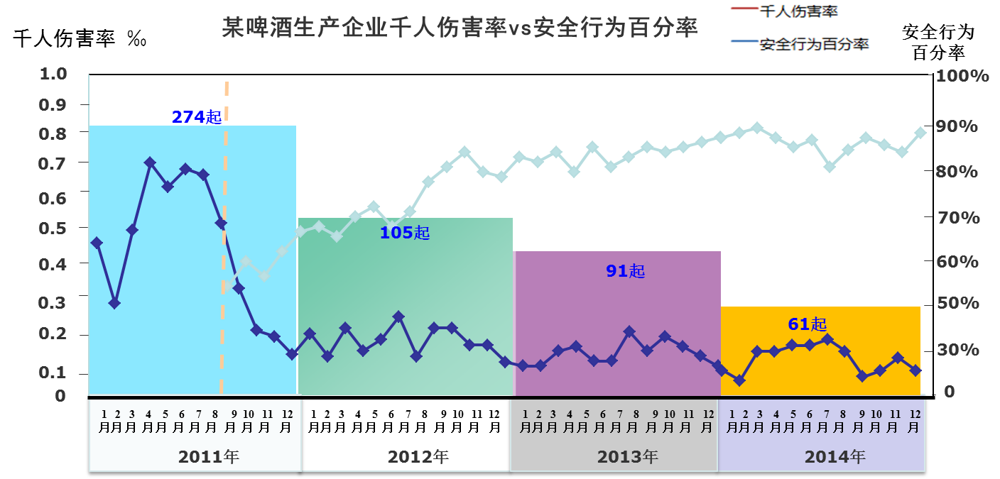 某啤酒生产企业千人伤害率vs安全行为百分率
千人伤害率
安全行为百分率
千人伤害率 ‰
安全行为
百分率
1.0
0.9
0.8
0.7
0.6
0.5
0.4
0.3
0.2
0.1
0
100%
90%
80%
70%
60%
50%
30%
0
274起
105起
91起
61起
1月 2月 3月 4月 5月 6月 7月 8月 9月 10月 11月 12月
1月 2月 3月 4月 5月 6月 7月 8月 9月 10月 11月 12月
1月 2月 3月 4月 5月 6月 7月 8月 9月 10月 11月 12月
1月 2月 3月 4月 5月 6月 7月 8月 9月 10月 11月 12月
2011年 2012年 2013年 2014年